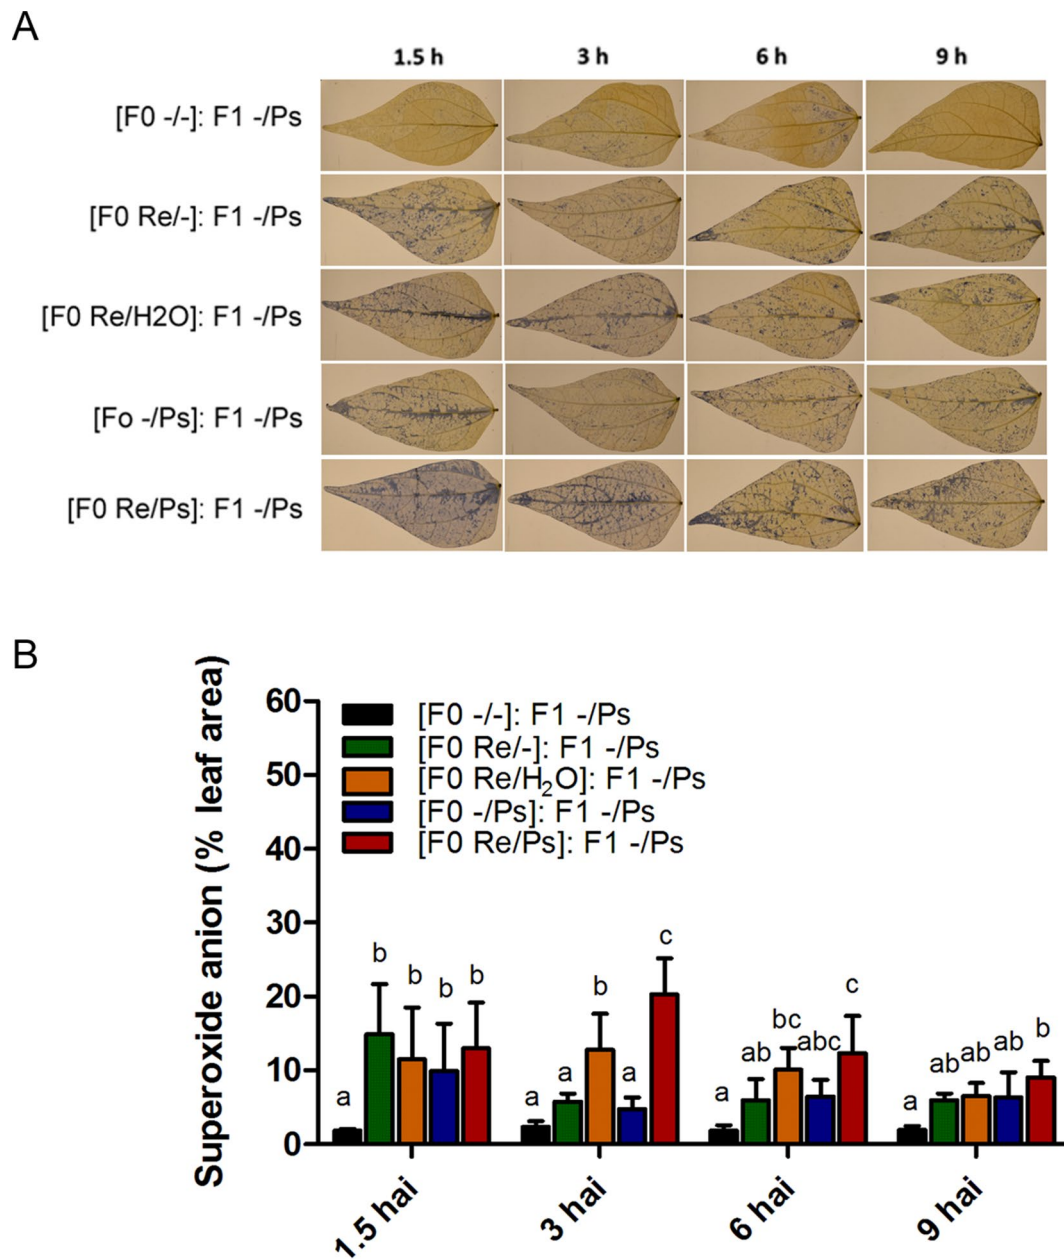 A
1.5 h 3 h 6 h 9 h
[F0 -/-]: F1 -/Ps
[F0 Re/-]: F1 -/Ps
[F0 Re/H2O]: F1 -/Ps
[Fo -/Ps]: F1 -/Ps
[F0 Re/Ps]: F1 -/Ps
B
Superoxide anion (% leaf area)
60
50
40
30
20
10
0
[F0 -/-]: F1 -/Ps
[F0 Re/-]: F1 -/Ps
[F0 Re/H₂O]: F1 -/Ps
[F0 -/Ps]: F1 -/Ps
[F0 Re/Ps]: F1 -/Ps
a b b b b
a a b a c
a ab bc abc c
a ab ab ab b
1.5 hai 3 hai 6 hai 9 hai